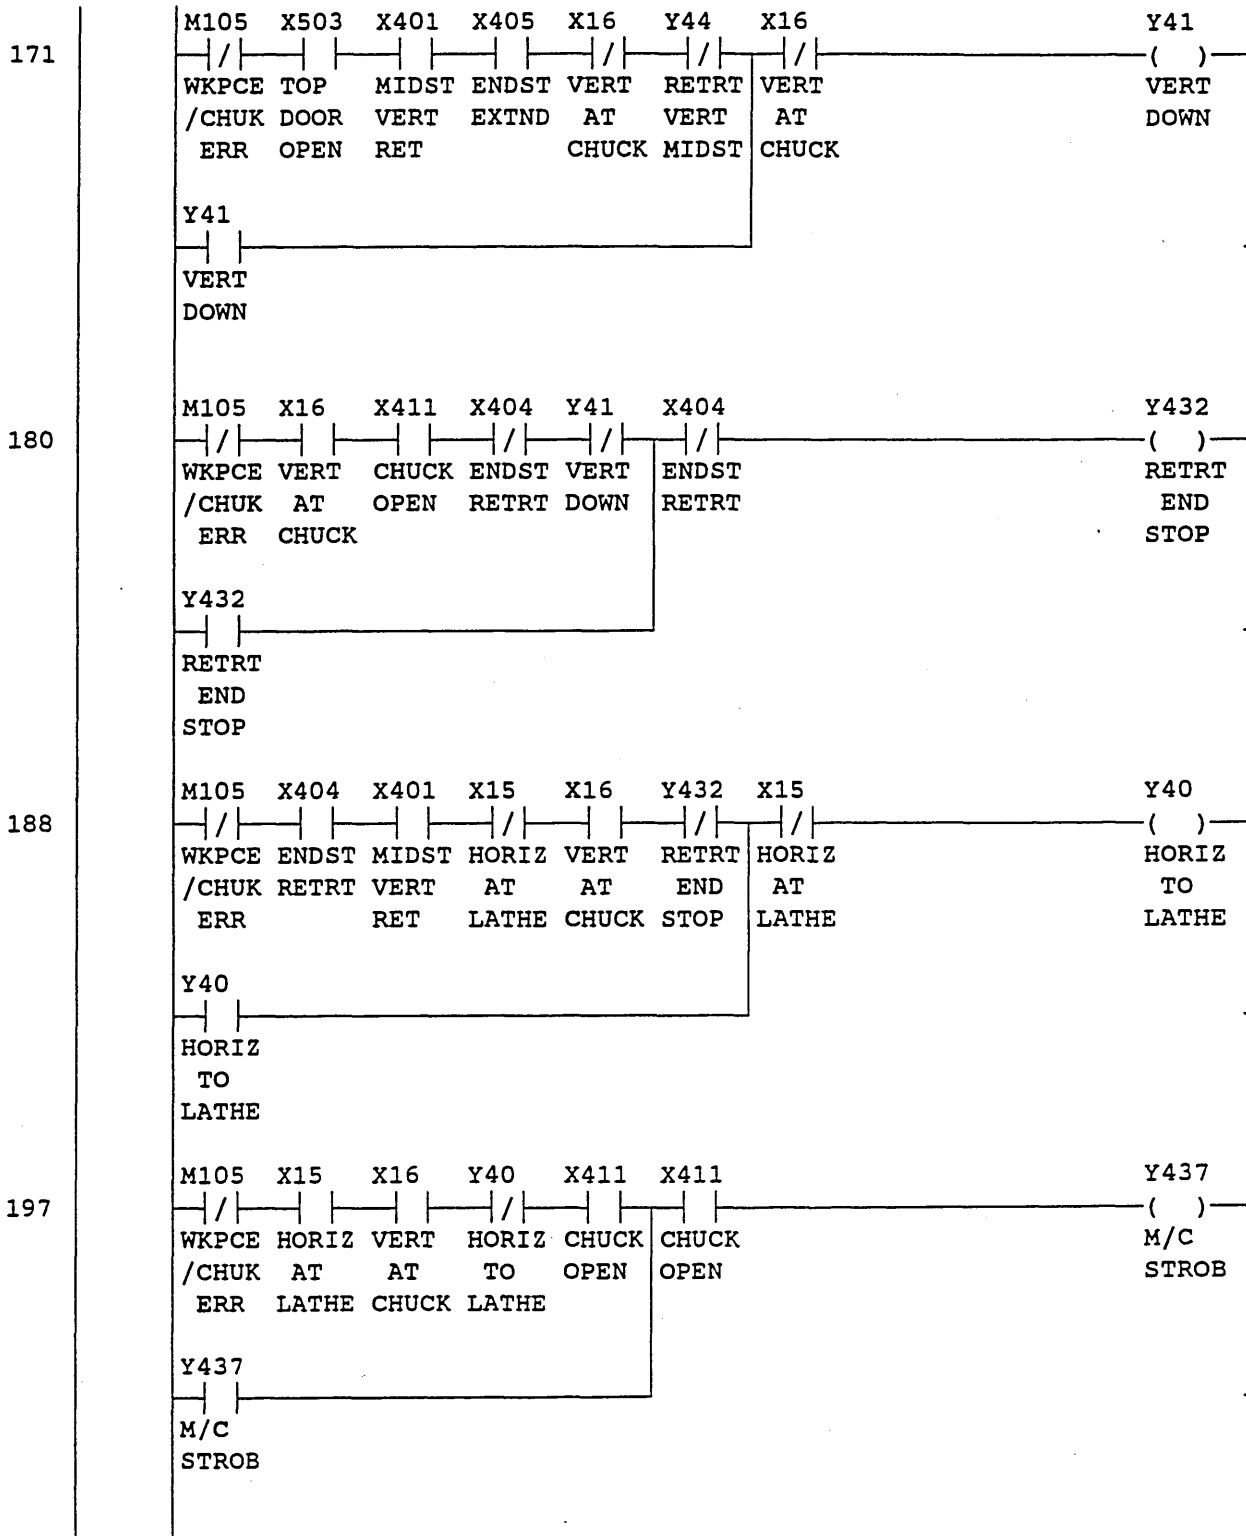 M105 X503 X401 X405 X16 Y44 X16 Y41
171 ( )
WKPCE TOP MIDST ENDST VERT RETRT VERT VERT
/CHUK DOOR VERT EXTND AT VERT AT DOWN
ERR OPEN RET CHUCK MIDST CHUCK
Y41
VERT
DOWN
M105 X16 X411 X404 Y41 X404 Y432
180 ( )
WKPCE VERT CHUCK ENDST VERT ENDST RETRT
/CHUK AT OPEN RETRT DOWN RETRT END
ERR CHUCK STOP
Y432
RETRT
END
STOP
M105 X404 X401 X15 X16 Y432 X15 Y40
188 ( )
WKPCE ENDST MIDST HORIZ VERT RETRT HORIZ HORIZ
/CHUK RETRT VERT AT AT END AT TO
ERR RET LATHE CHUCK STOP LATHE LATHE
Y40
HORIZ
TO
LATHE
M105 X15 X16 Y40 X411 X411 Y437
197 ( )
WKPCE HORIZ VERT HORIZ CHUCK CHUCK M/C
/CHUK AT AT TO OPEN OPEN STROB
ERR LATHE CHUCK LATHE
Y437
M/C
STROB